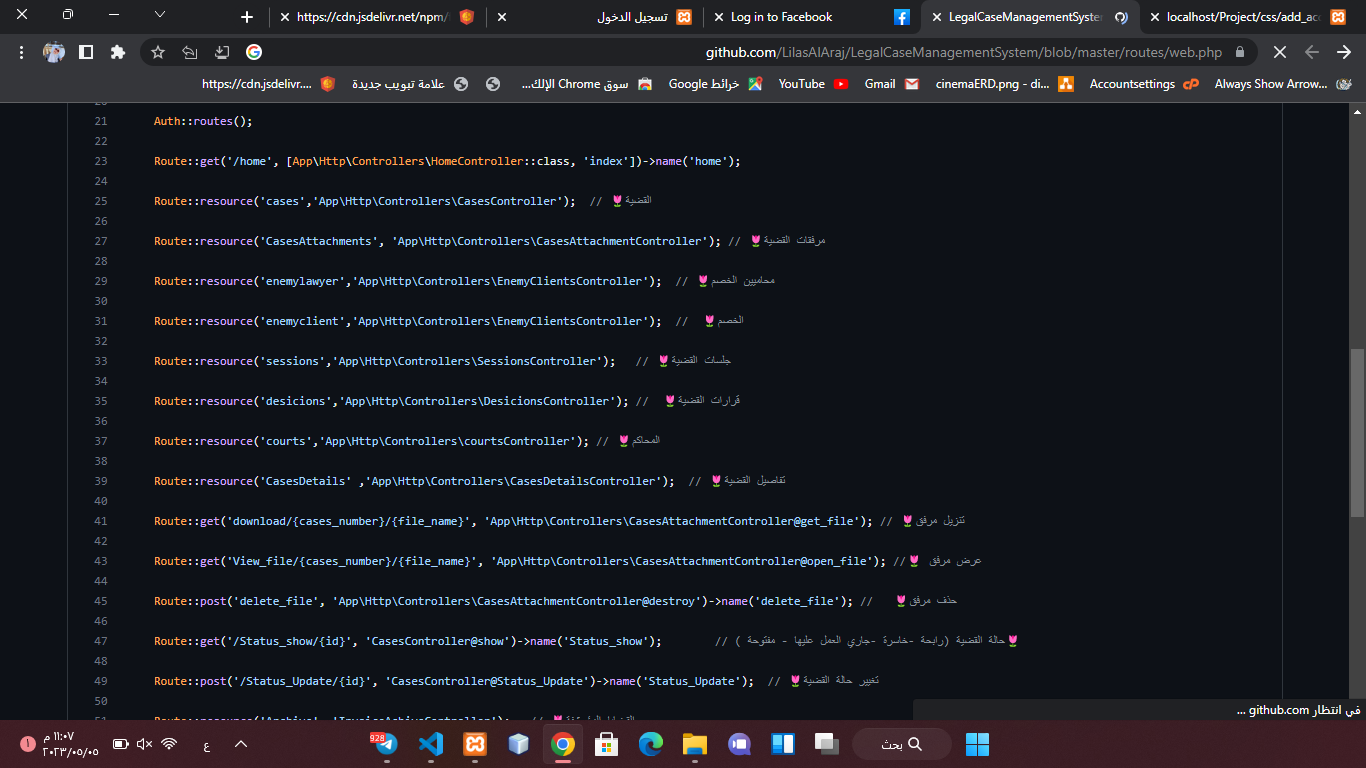 https://cdn.jsdelivr.net/npm/
تسجيل الدخول
Log in to Facebook
LegalCaseManagementSyster
localhost/Project/css/add_acc
github.com/LilasAlAraj/LegalCaseManagementSystem/blob/master/routes/web.php
https://cdn.jsdelivr....
علامة تبويب جديدة
سوق Chrome الإلك...
خرائط Google
YouTube
Gmail
cinemaERD.png - di...
Accountsettings
Always Show Arrow...
20
21 Auth::routes();
22
23 Route::get('/home', [App\Http\Controllers\HomeController::class, 'index'])->name('home');
24
25 Route::resource('cases','App\Http\Controllers\CasesController');  // 🌷القضية
26
27 Route::resource('CasesAttachments', 'App\Http\Controllers\CasesAttachmentController'); // 🌷مرفقات القضية
28
29 Route::resource('enemylawyer','App\Http\Controllers\EnemyClientsController');  // 🌷محاميين الخصم
30
31 Route::resource('enemyclient','App\Http\Controllers\EnemyClientsController');  //  🌷الخصم
32
33 Route::resource('sessions','App\Http\Controllers\SessionsController');   // 🌷جلسات القضية
34
35 Route::resource('desicions','App\Http\Controllers\DesicionsController'); //  🌷قرارات القضية
36
37 Route::resource('courts','App\Http\Controllers\courtsController'); // 🌷المحاكم
38
39 Route::resource('CasesDetails' ,'App\Http\Controllers\CasesDetailsController');  // 🌷تفاصيل القضية
40
41 Route::get('download/{cases_number}/{file_name}', 'App\Http\Controllers\CasesAttachmentController@get_file'); // 🌷تنزيل مرفق
42
43 Route::get('View_file/{cases_number}/{file_name}', 'App\Http\Controllers\CasesAttachmentController@open_file'); //🌷 عرض مرفق
44
45 Route::post('delete_file', 'App\Http\Controllers\CasesAttachmentController@destroy')->name('delete_file'); //   🌷حذف مرفق
46
47 Route::get('/Status_show/{id}', 'CasesController@show')->name('Status_show');        // 🌷حالة القضية (رابحة -خاسرة -جاري العمل عليها - مفتوحة )
48
49 Route::post('/Status_Update/{id}', 'CasesController@Status_Update')->name('Status_Update');  // 🌷تغيير حالة القضية
50
51 Route::resource('Archive', 'InvoiceAchiveController');   // 🌷القضايا
في انتظار github.com ...
١١:٠٧ م
٢٠٢٣/٠٥/٠٥
١
ع
928
بحث